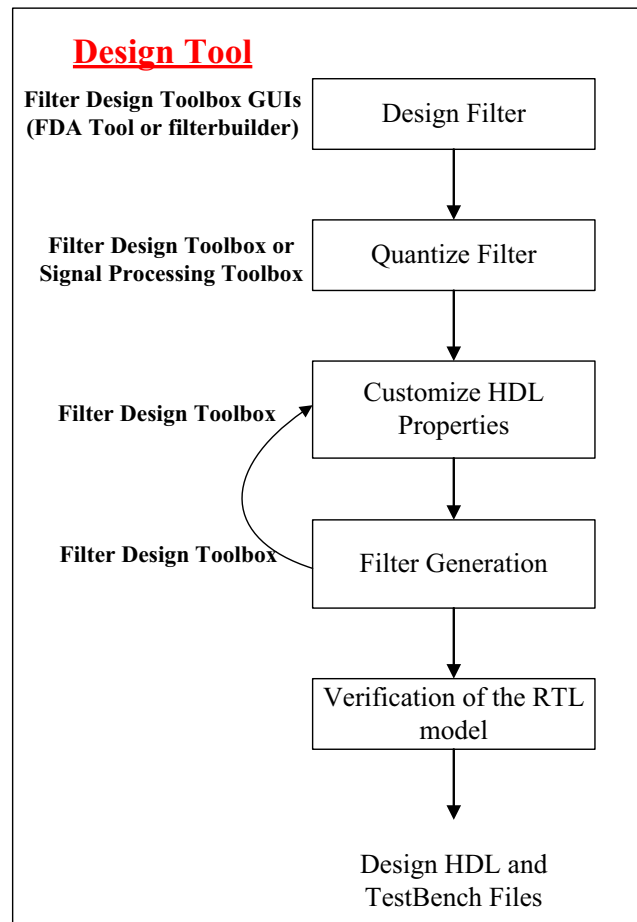 Design Tool
Filter Design Toolbox GUIs
(FDA Tool or filterbuilder)
Design Filter
Filter Design Toolbox or
Signal Processing Toolbox
Quantize Filter
Filter Design Toolbox
Customize HDL
Properties
Filter Design Toolbox
Filter Generation
Verification of the RTL
model
Design HDL and
TestBench Files